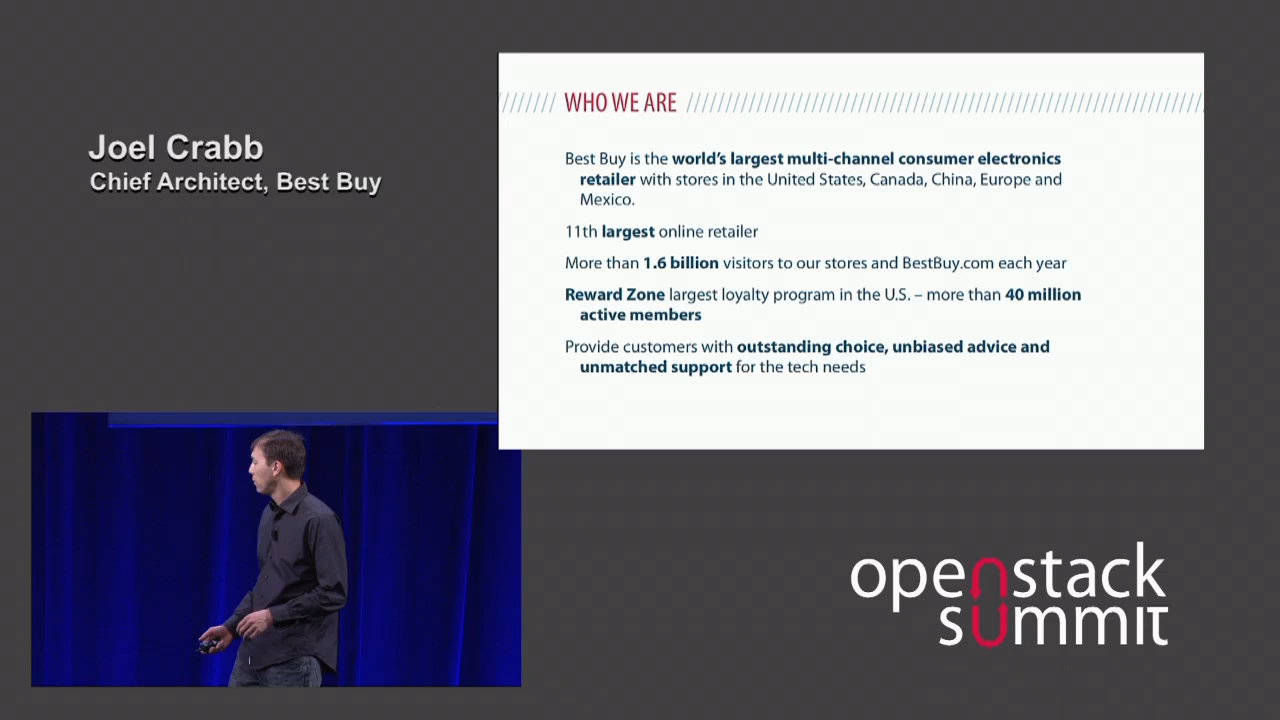 Joel Crabb
Chief Architect, Best Buy
WHO WE ARE
Best Buy is the world's largest multi-channel consumer electronics
retailer with stores in the United States, Canada, China, Europe and
Mexico.
11th largest online retailer
More than 1.6 billion visitors to our stores and BestBuy.com each year
Reward Zone largest loyalty program in the U.S. – more than 40 million
active members
Provide customers with outstanding choice, unbiased advice and
unmatched support for the tech needs
openstack
summit